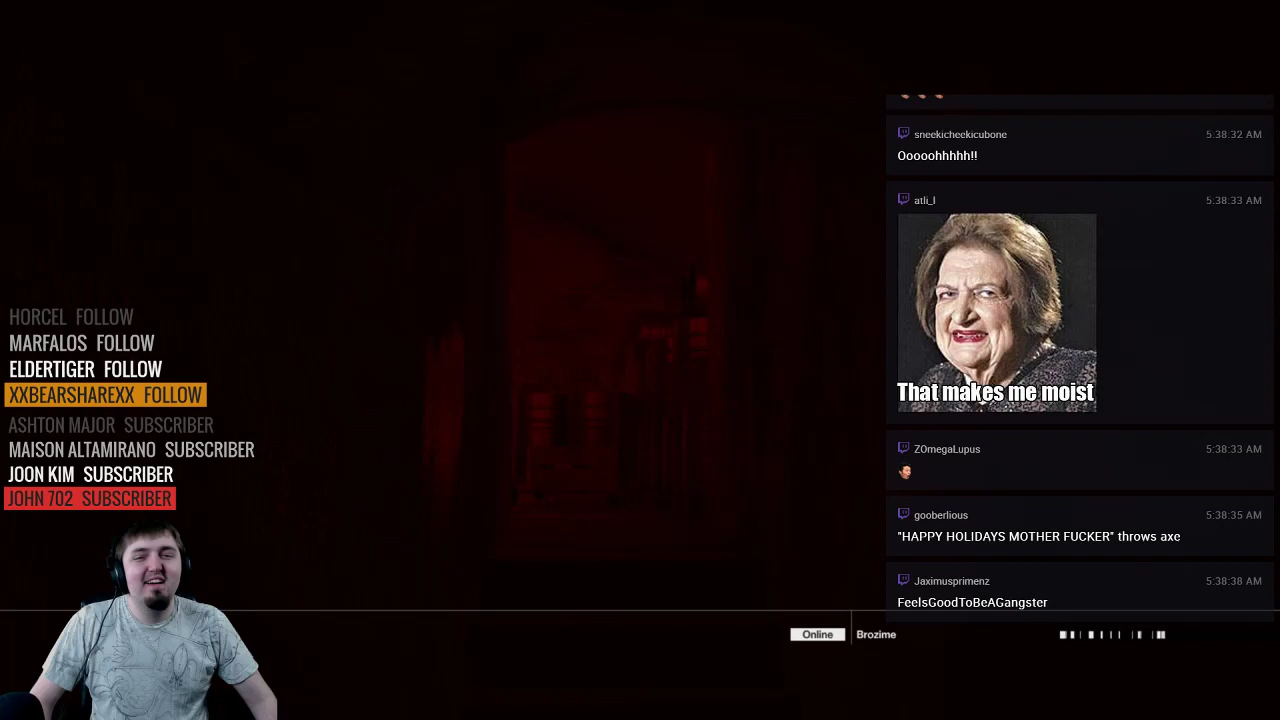 HORCEL FOLLOW
MARFALOS FOLLOW
ELDERTIGER FOLLOW
XXBEARSHAREXX FOLLOW
ASHTON MAJOR SUBSCRIBER
MAISON ALTAMIRANO SUBSCRIBER
JOON KIM SUBSCRIBER
JOHN 702 SUBSCRIBER
sneekicheekicubone 5:38:32 AM
Ooooohhhhh!!
atli_l 5:38:33 AM
That makes me moist
ZOmegaLupus 5:38:33 AM
gooberlious 5:38:35 AM
"HAPPY HOLIDAYS MOTHER FUCKER" throws axe
Jaximusprimenz 5:38:38 AM
FeelsGoodToBeAGangster
Online Brozime